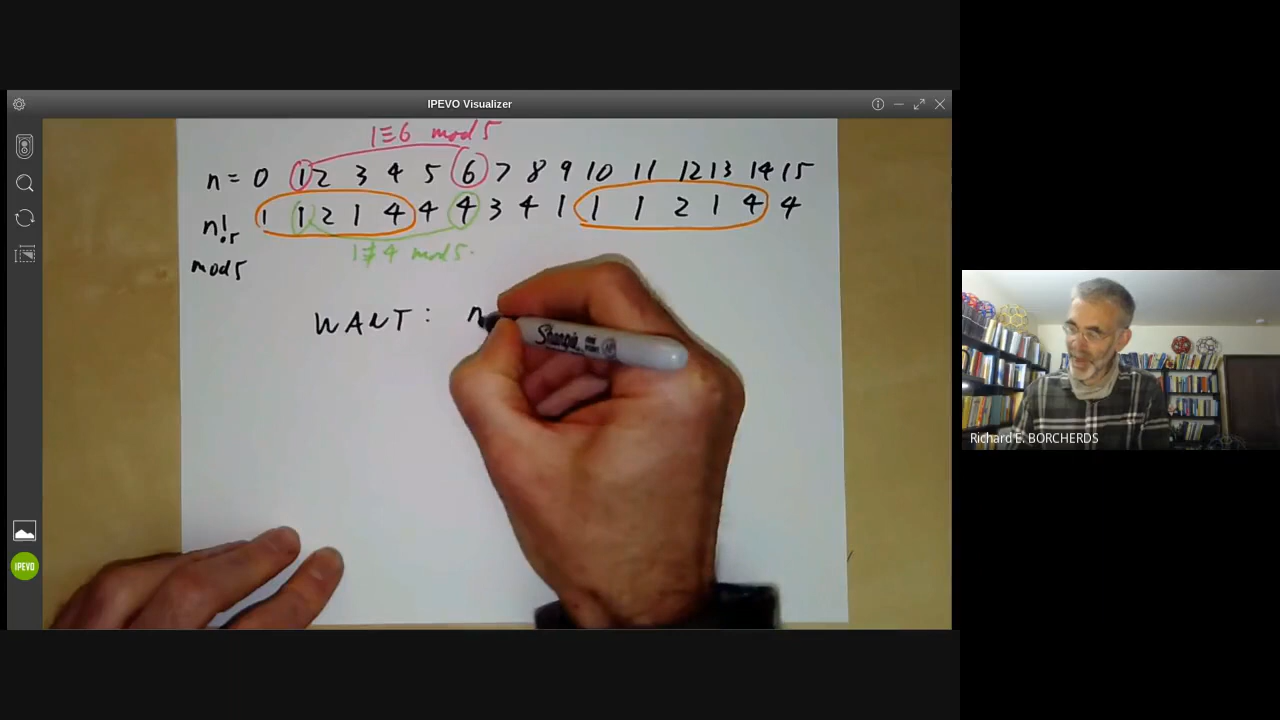 IPEVO Visualizer
1≡6 mod 5
n = 0 1 2 3 4 5 6 7 8 9 10 11 12 13 14 15
n! 1 1 2 1 4 4 4 3 4 1 1 1 2 1 4 4
mod 5
1≢4 mod 5.
WANT: n
Sharpie
IPEVO
Richard E. BORCHERDS